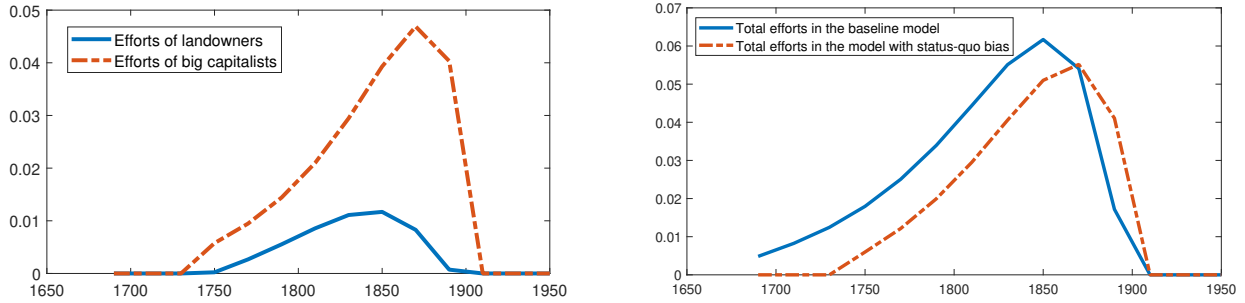 0.05
0.04
0.03
0.02
0.01
0
1650 1700 1750 1800 1850 1900 1950
Efforts of landowners
Efforts of big capitalists
0.07
0.06
0.05
0.04
0.03
0.02
0.01
0
1650 1700 1750 1800 1850 1900 1950
Total efforts in the baseline model
Total efforts in the model with status-quo bias